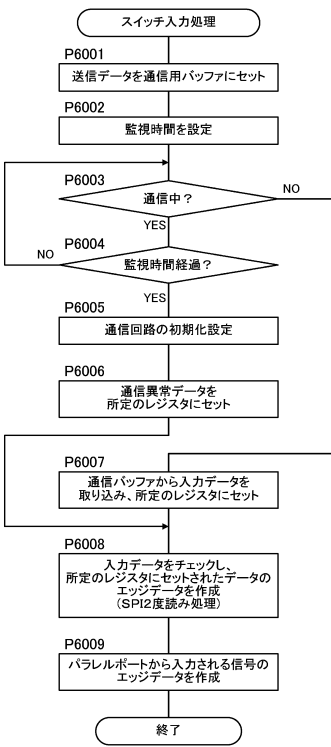 スイッチ入力処理
P6001
送信データを通信用バッファにセット
P6002
監視時間を設定
P6003
通信中？
NO
YES
P6004
監視時間経過？
NO
YES
P6005
通信回路の初期化設定
P6006
通信異常データを
所定のレジスタにセット
P6007
通信バッファから入力データを
取り込み、所定のレジスタにセット
P6008
入力データをチェックし、
所定のレジスタにセットされたデータの
エッジデータを作成
（SPI2度読み処理）
P6009
パラレルポートから入力される信号の
エッジデータを作成
終了